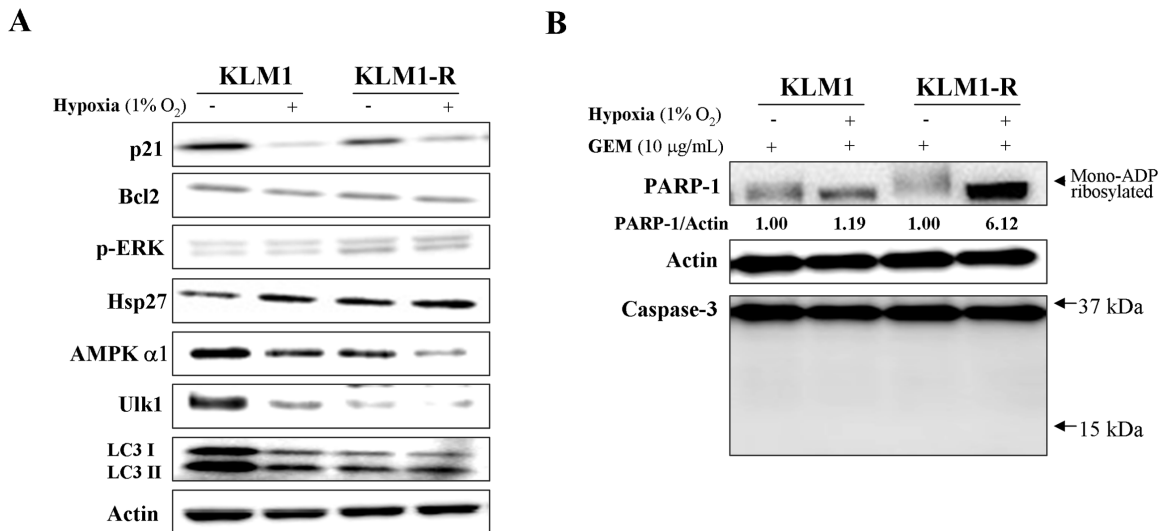 A
KLM1 KLM1-R
Hypoxia (1% O2) - + - +
p21
Bcl2
p-ERK
Hsp27
AMPK α1
Ulk1
LC3 I
LC3 II
Actin
B
KLM1 KLM1-R
Hypoxia (1% O2) - + - +
GEM (10 μg/mL) + + + +
PARP-1
Mono-ADP
ribosylated
PARP-1/Actin 1.00 1.19 1.00 6.12
Actin
Caspase-3
37 kDa
15 kDa